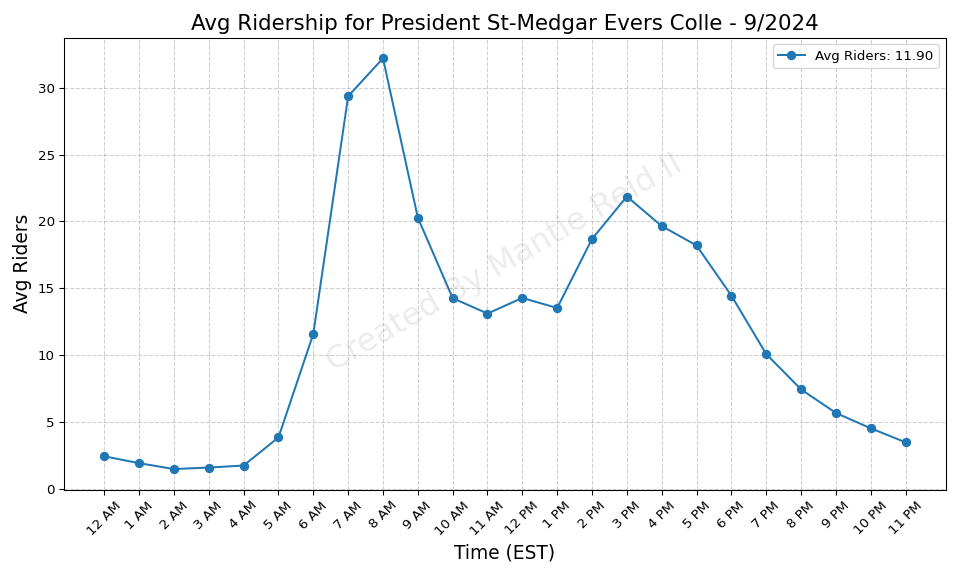 Avg Ridership for President St-Medgar Evers Colle - 9/2024
Avg Riders: 11.90
Avg Riders
30
25
20
15
10
5
0
Created By Mantle Reid II
12 AM
1 AM
2 AM
3 AM
4 AM
5 AM
6 AM
7 AM
8 AM
9 AM
10 AM
11 AM
12 PM
1 PM
2 PM
3 PM
4 PM
5 PM
6 PM
7 PM
8 PM
9 PM
10 PM
11 PM
Time (EST)